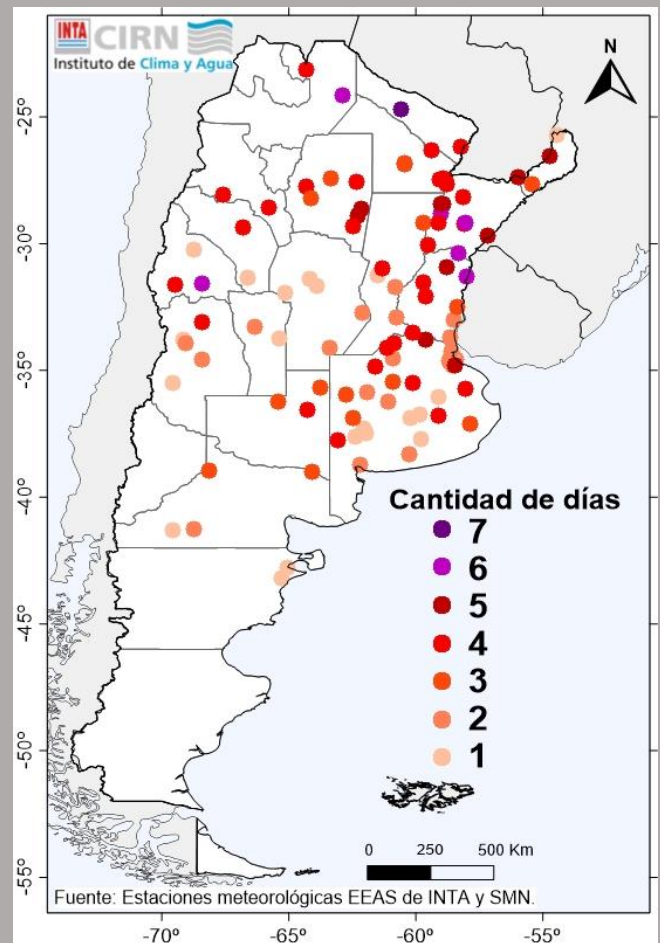 INTA CIRN
Instituto de Clima y Agua
N
-25°
-30°
-35°
-40°
-45°
-50°
-55°
Cantidad de días
7
6
5
4
3
2
1
0 250 500 Km
Fuente: Estaciones meteorológicas EEAS de INTA y SMN.
-70° -65° -60° -55°